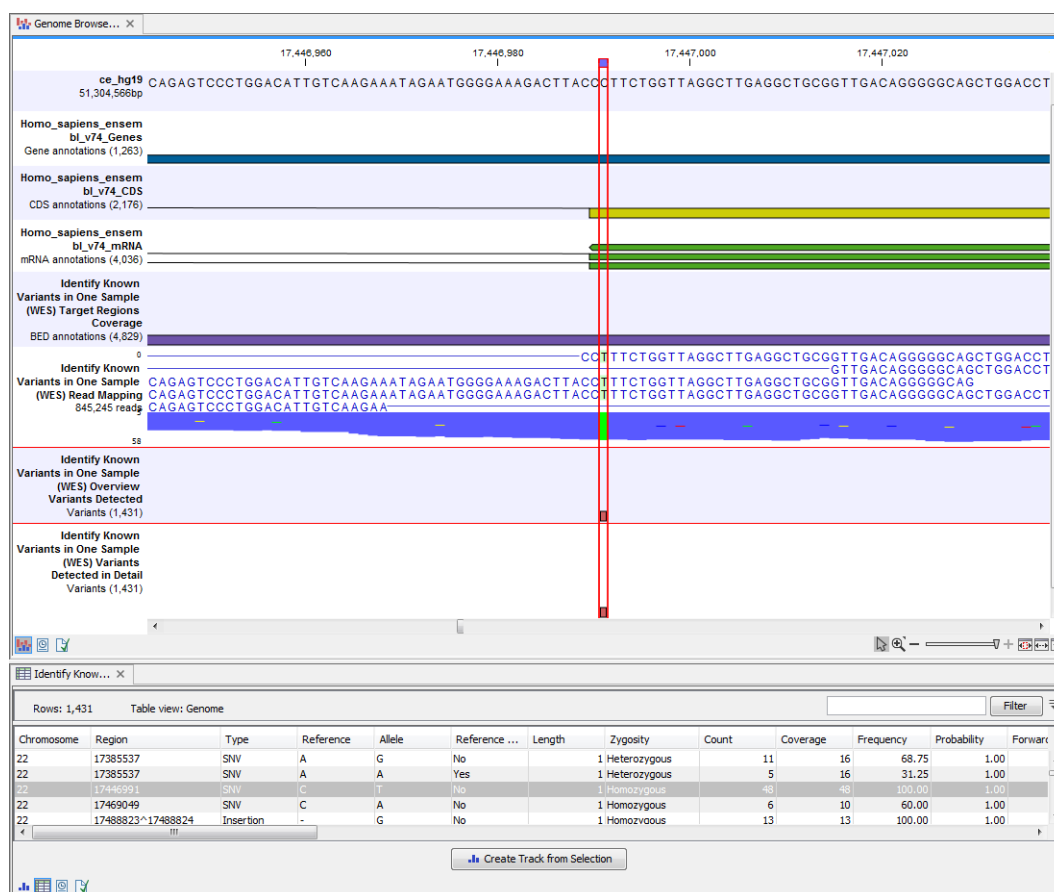 Genome Browse...
17,446,960 17,446,980 17,447,000 17,447,020
ce_hg19
51,304,566bp
CAGAGTCCCTGGACATTGTCAAGAAATAGAATGGGGAAAGACTTACCCTTCTGGTTAGGCTTGAGGCTGCGGTTGACAGGGGGCAGCTGGACCT
Homo_sapiens_ensem
bl_v74_Genes
Gene annotations (1,263)
Homo_sapiens_ensem
bl_v74_CDS
CDS annotations (2,176)
Homo_sapiens_ensem
bl_v74_mRNA
mRNA annotations (4,036)
Identify Known
Variants in One Sample
(WES) Target Regions
Coverage
BED annotations (4,829)
0
CCTTTCTGGTTAGGCTTGAGGCTGCGGTTGACAGGGGGCAGCTGGACCT
Identify Known
GTTGACAGGGGGCAGCTGGACCT
Variants in One Sample
CAGAGTCCCTGGACATTGTCAAGAAATAGAATGGGGAAAGACTTACCTTTCTGGTTAGGCTTGAGGCTGCGGTTGACAGGGGGCAG
(WES) Read Mapping
CAGAGTCCCTGGACATTGTCAAGAAATAGAATGGGGAAAGACTTACCTTTCTGGTTAGGCTTGAGGCTGCGGTTGACAGGGGGCAGCTGGACCT
845,245 reads
CAGAGTCCCTGGACATTGTCAAGAA
58
Identify Known
Variants in One Sample
(WES) Overview
Variants Detected
Variants (1,431)
Identify Known
Variants in One Sample
(WES) Variants
Detected in Detail
Variants (1,431)
Identify Know...
Rows: 1,431 Table view: Genome Filter
Chromosome Region Type Reference Allele Reference ... Length Zygosity Count Coverage Frequency Probability Forward
22 17385537 SNV A G No 1 Heterozygous 11 16 68.75 1.00
22 17385537 SNV A A Yes 1 Heterozygous 5 16 31.25 1.00
22 17446991 SNV C T No 1 Homozygous 48 48 100.00 1.00
22 17469049 SNV C A No 1 Homozygous 6 10 60.00 1.00
22 17488823^17488824 Insertion - G No 1 Homozygous 13 13 100.00 1.00
Create Track from Selection